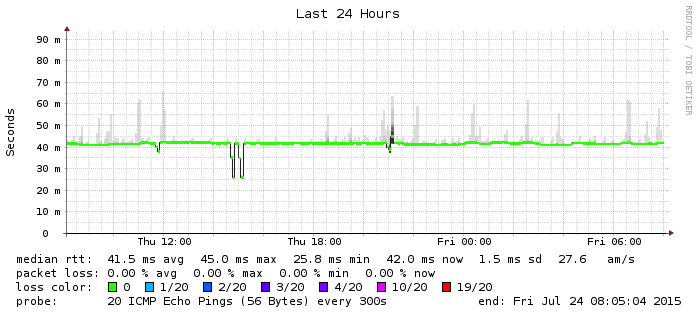 Last 24 Hours
RRDTOOL / TOBI OETIKER
Seconds
90 m
80 m
70 m
60 m
50 m
40 m
30 m
20 m
10 m
0
Thu 12:00 Thu 18:00 Fri 00:00 Fri 06:00
median rtt: 41.5 ms avg 45.0 ms max 25.8 ms min 42.0 ms now 1.5 ms sd 27.6 am/s
packet loss: 0.00 % avg 0.00 % max 0.00 % min 0.00 % now
loss color: 0 1/20 2/20 3/20 4/20 10/20 19/20
probe: 20 ICMP Echo Pings (56 Bytes) every 300s end: Fri Jul 24 08:05:04 2015